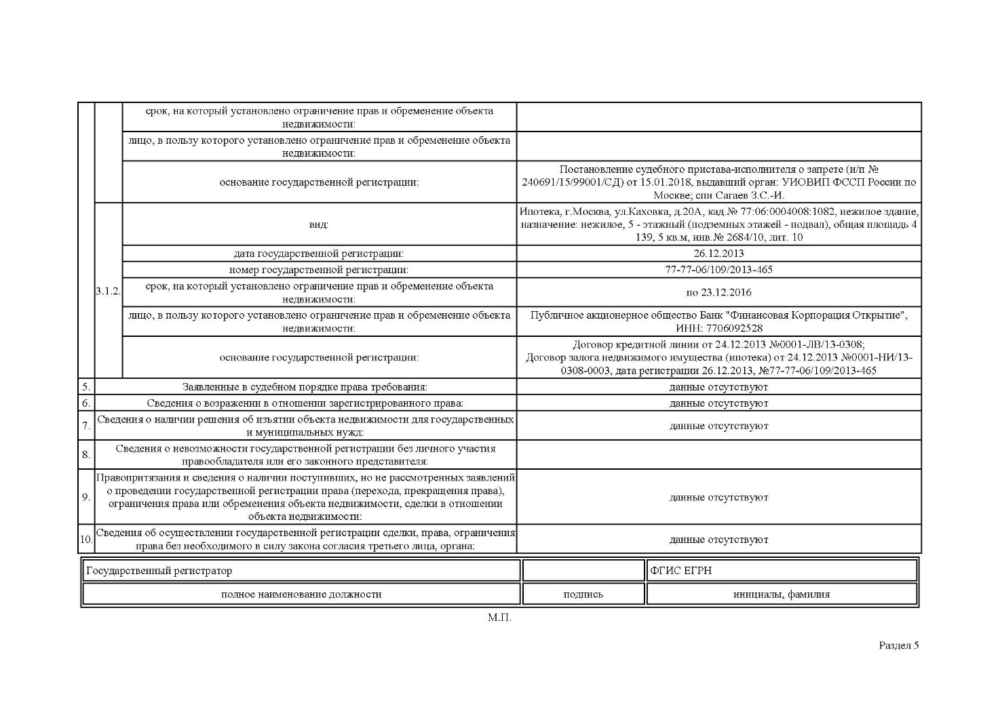 срок, на который установлено ограничение прав и обременение объекта
недвижимости:
лицо, в пользу которого установлено ограничение прав и обременение объекта
недвижимости:
основание государственной регистрации:
Постановление судебного пристава-исполнителя о запрете (и/п №
240691/15/99001/СД) от 15.01.2018, выдавший орган: УИОВИП ФССП России по
Москве; спи Сагаев З.С.-И.
3.1.2.
вид:
Ипотека, г.Москва, ул.Каховка, д.20А, кад.№ 77:06:0004008:1082, нежилое здание,
назначение: нежилое, 5 - этажный (подземных этажей - подвал), общая площадь 4
139, 5 кв.м, инв.№ 2684/10, лит. 10
дата государственной регистрации:
26.12.2013
номер государственной регистрации:
77-77-06/109/2013-465
срок, на который установлено ограничение прав и обременение объекта
недвижимости:
по 23.12.2016
лицо, в пользу которого установлено ограничение прав и обременение объекта
недвижимости:
Публичное акционерное общество Банк "Финансовая Корпорация Открытие",
ИНН: 7706092528
основание государственной регистрации:
Договор кредитной линии от 24.12.2013 №0001-ЛВ/13-0308;
Договор залога недвижимого имущества (ипотека) от 24.12.2013 №0001-НИ/13-
0308-0003, дата регистрации 26.12.2013, №77-77-06/109/2013-465
5.
Заявленные в судебном порядке права требования:
данные отсутствуют
6.
Сведения о возражении в отношении зарегистрированного права:
данные отсутствуют
7.
Сведения о наличии решения об изъятии объекта недвижимости для государственных
и муниципальных нужд:
данные отсутствуют
8.
Сведения о невозможности государственной регистрации без личного участия
правообладателя или его законного представителя:
9.
Правопритязания и сведения о наличии поступивших, но не рассмотренных заявлений
о проведении государственной регистрации права (перехода, прекращения права),
ограничения права или обременения объекта недвижимости, сделки в отношении
объекта недвижимости:
данные отсутствуют
10.
Сведения об осуществлении государственной регистрации сделки, права, ограничения
права без необходимого в силу закона согласия третьего лица, органа:
данные отсутствуют
Государственный регистратор
ФГИС ЕГРН
полное наименование должности
подпись
инициалы, фамилия
М.П.
Раздел 5